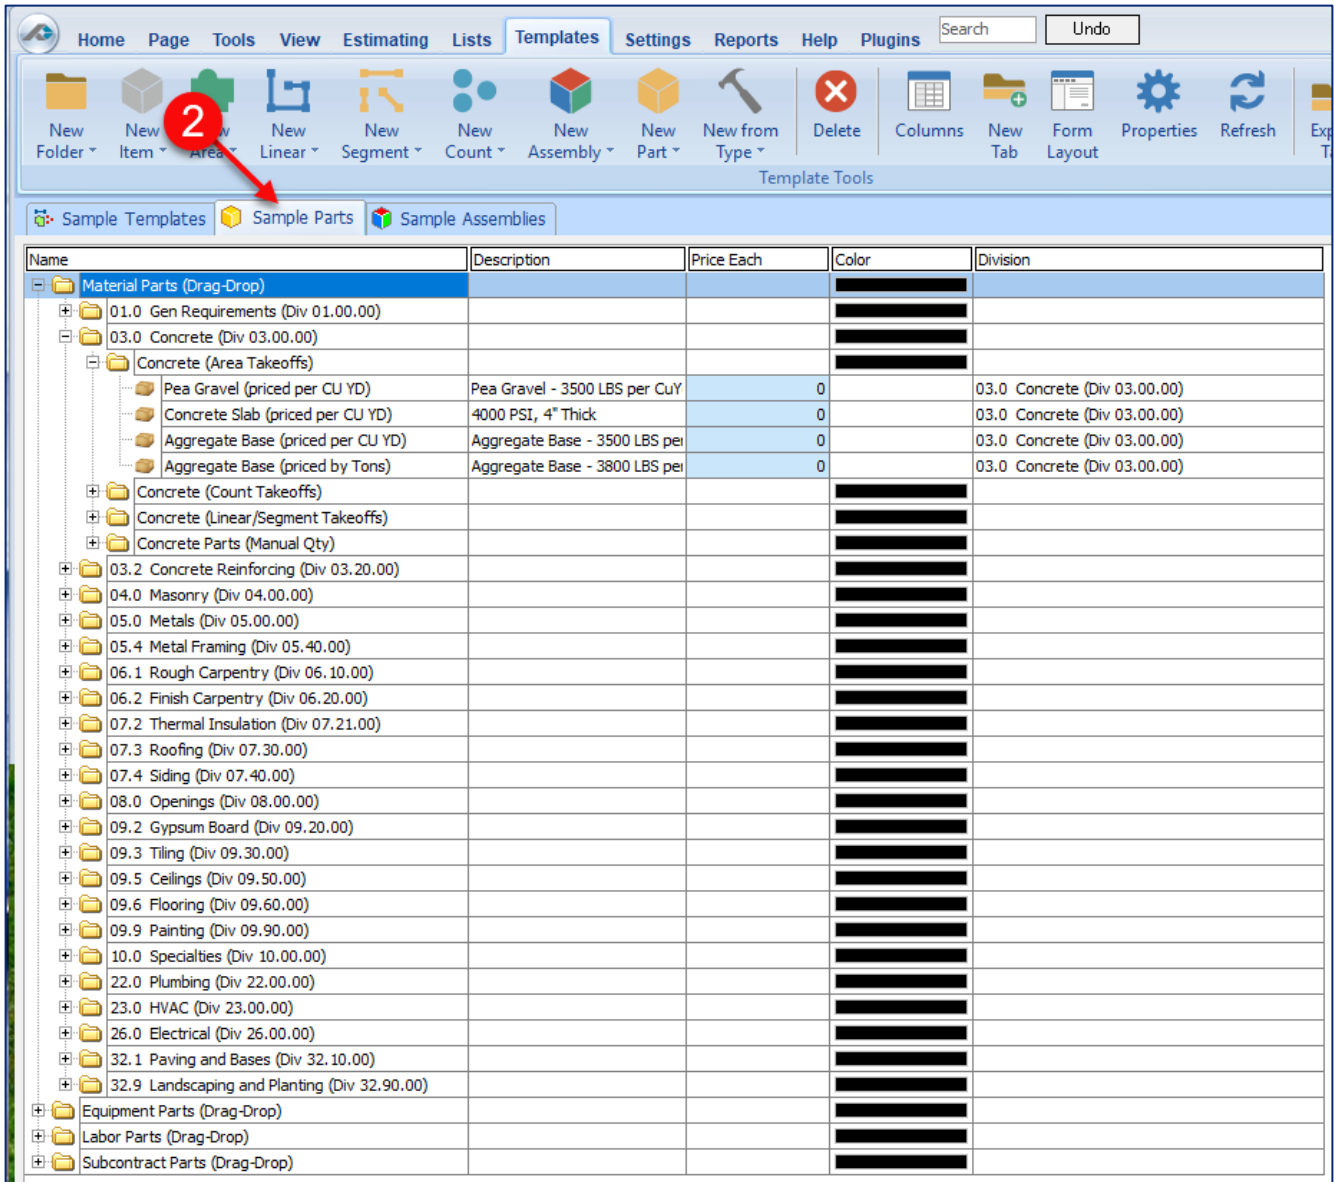 Home Page Tools View Estimating Lists Templates Settings Reports Help Plugins Search Undo
New Folder New Item New Area New Linear New Segment New Count New Assembly New Part New from Type Delete Columns New Tab Form Layout Properties Refresh
2
Template Tools
Sample Templates Sample Parts Sample Assemblies
Name Description Price Each Color Division
Material Parts (Drag-Drop)
01.0 Gen Requirements (Div 01.00.00)
03.0 Concrete (Div 03.00.00)
Concrete (Area Takeoffs)
Pea Gravel (priced per CU YD) Pea Gravel - 3500 LBS per CuY 0 03.0 Concrete (Div 03.00.00)
Concrete Slab (priced per CU YD) 4000 PSI, 4" Thick 0 03.0 Concrete (Div 03.00.00)
Aggregate Base (priced per CU YD) Aggregate Base - 3500 LBS per 0 03.0 Concrete (Div 03.00.00)
Aggregate Base (priced by Tons) Aggregate Base - 3800 LBS per 0 03.0 Concrete (Div 03.00.00)
Concrete (Count Takeoffs)
Concrete (Linear/Segment Takeoffs)
Concrete Parts (Manual Qty)
03.2 Concrete Reinforcing (Div 03.20.00)
04.0 Masonry (Div 04.00.00)
05.0 Metals (Div 05.00.00)
05.4 Metal Framing (Div 05.40.00)
06.1 Rough Carpentry (Div 06.10.00)
06.2 Finish Carpentry (Div 06.20.00)
07.2 Thermal Insulation (Div 07.21.00)
07.3 Roofing (Div 07.30.00)
07.4 Siding (Div 07.40.00)
08.0 Openings (Div 08.00.00)
09.2 Gypsum Board (Div 09.20.00)
09.3 Tiling (Div 09.30.00)
09.5 Ceilings (Div 09.50.00)
09.6 Flooring (Div 09.60.00)
09.9 Painting (Div 09.90.00)
10.0 Specialties (Div 10.00.00)
22.0 Plumbing (Div 22.00.00)
23.0 HVAC (Div 23.00.00)
26.0 Electrical (Div 26.00.00)
32.1 Paving and Bases (Div 32.10.00)
32.9 Landscaping and Planting (Div 32.90.00)
Equipment Parts (Drag-Drop)
Labor Parts (Drag-Drop)
Subcontract Parts (Drag-Drop)